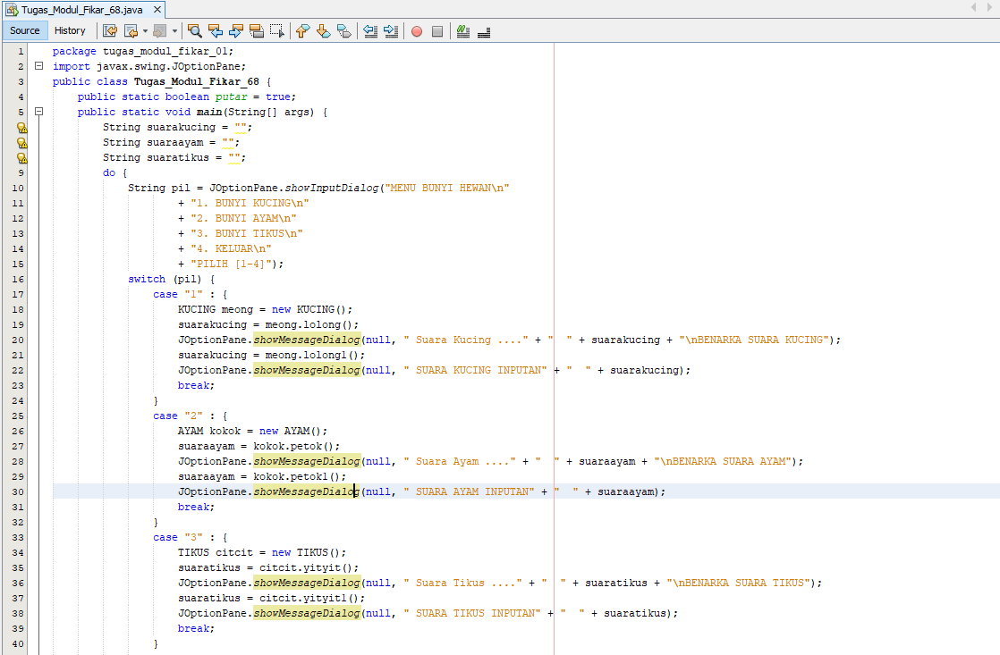 Tugas_Modul_Fikar_68.java
Source History
1 package tugas_modul_fikar_01;
2 import javax.swing.JOptionPane;
3 public class Tugas_Modul_Fikar_68 {
4 public static boolean putar = true;
5 public static void main(String[] args) {
String suarakucing = "";
String suaraayam = "";
String suaratikus = "";
9 do {
10 String pil = JOptionPane.showInputDialog("MENU BUNYI HEWAN\n"
11 + "1. BUNYI KUCING\n"
12 + "2. BUNYI AYAM\n"
13 + "3. BUNYI TIKUS\n"
14 + "4. KELUAR\n"
15 + "PILIH [1-4]");
16 switch (pil) {
17 case "1" : {
18 KUCING meong = new KUCING();
19 suarakucing = meong.lolong();
20 JOptionPane.showMessageDialog(null, " Suara Kucing ...." + "  " + suarakucing + "\nBENARKA SUARA KUCING");
21 suarakucing = meong.lolong1();
22 JOptionPane.showMessageDialog(null, " SUARA KUCING INPUTAN" + "  " + suarakucing);
23 break;
24 }
25 case "2" : {
26 AYAM kokok = new AYAM();
27 suaraayam = kokok.petok();
28 JOptionPane.showMessageDialog(null, " Suara Ayam ...." + "  " + suaraayam + "\nBENARKA SUARA AYAM");
29 suaraayam = kokok.petok1();
30 JOptionPane.showMessageDialog(null, " SUARA AYAM INPUTAN" + "  " + suaraayam);
31 break;
32 }
33 case "3" : {
34 TIKUS citcit = new TIKUS();
35 suaratikus = citcit.yityit();
36 JOptionPane.showMessageDialog(null, " Suara Tikus ...." + "  " + suaratikus + "\nBENARKA SUARA TIKUS");
37 suaratikus = citcit.yityit1();
38 JOptionPane.showMessageDialog(null, " SUARA TIKUS INPUTAN" + "  " + suaratikus);
39 break;
40 }